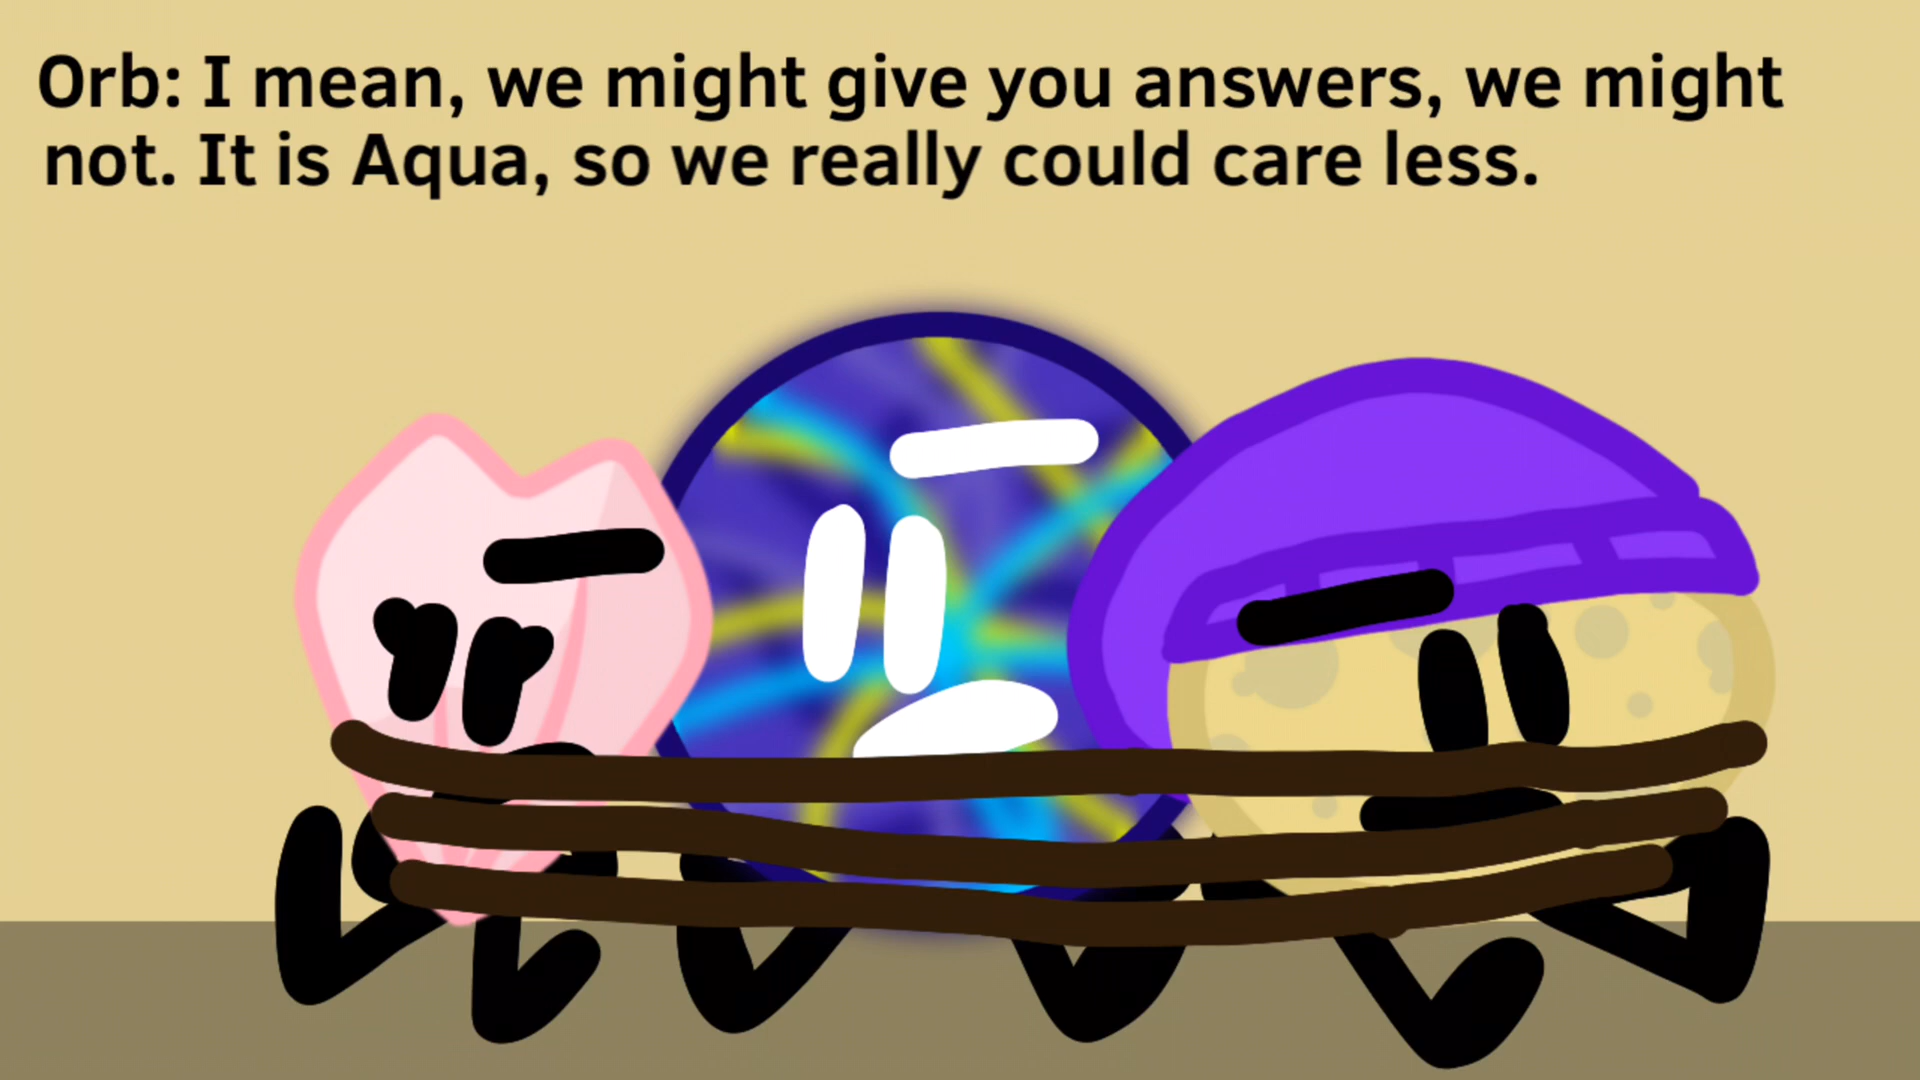 Orb: I mean, we might give you answers, we might
not. It is Aqua, so we really could care less.